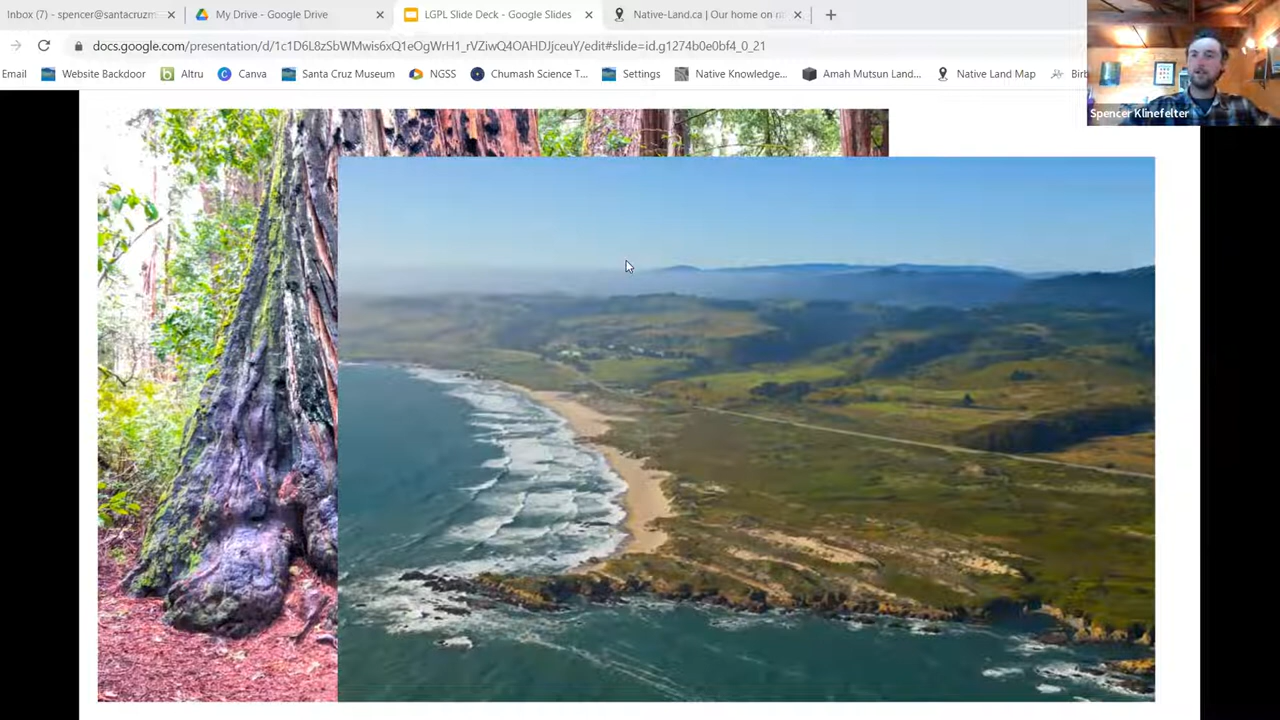 Inbox (7) - spencer@santacruzm
My Drive - Google Drive
LGPL Slide Deck - Google Slides
Native-Land.ca | Our home on n
docs.google.com/presentation/d/1c1D6L8zSbWMwis6xQ1eOgWrH1_rVZiwQ4OAHDJjceuY/edit#slide=id.g1274b0e0bf4_0_21
Email
Website Backdoor
Altru
Canva
Santa Cruz Museum
NGSS
Chumash Science T...
Settings
Native Knowledge...
Amah Mutsun Lan...
Native Land Map
Birb
Spencer Klinefelter